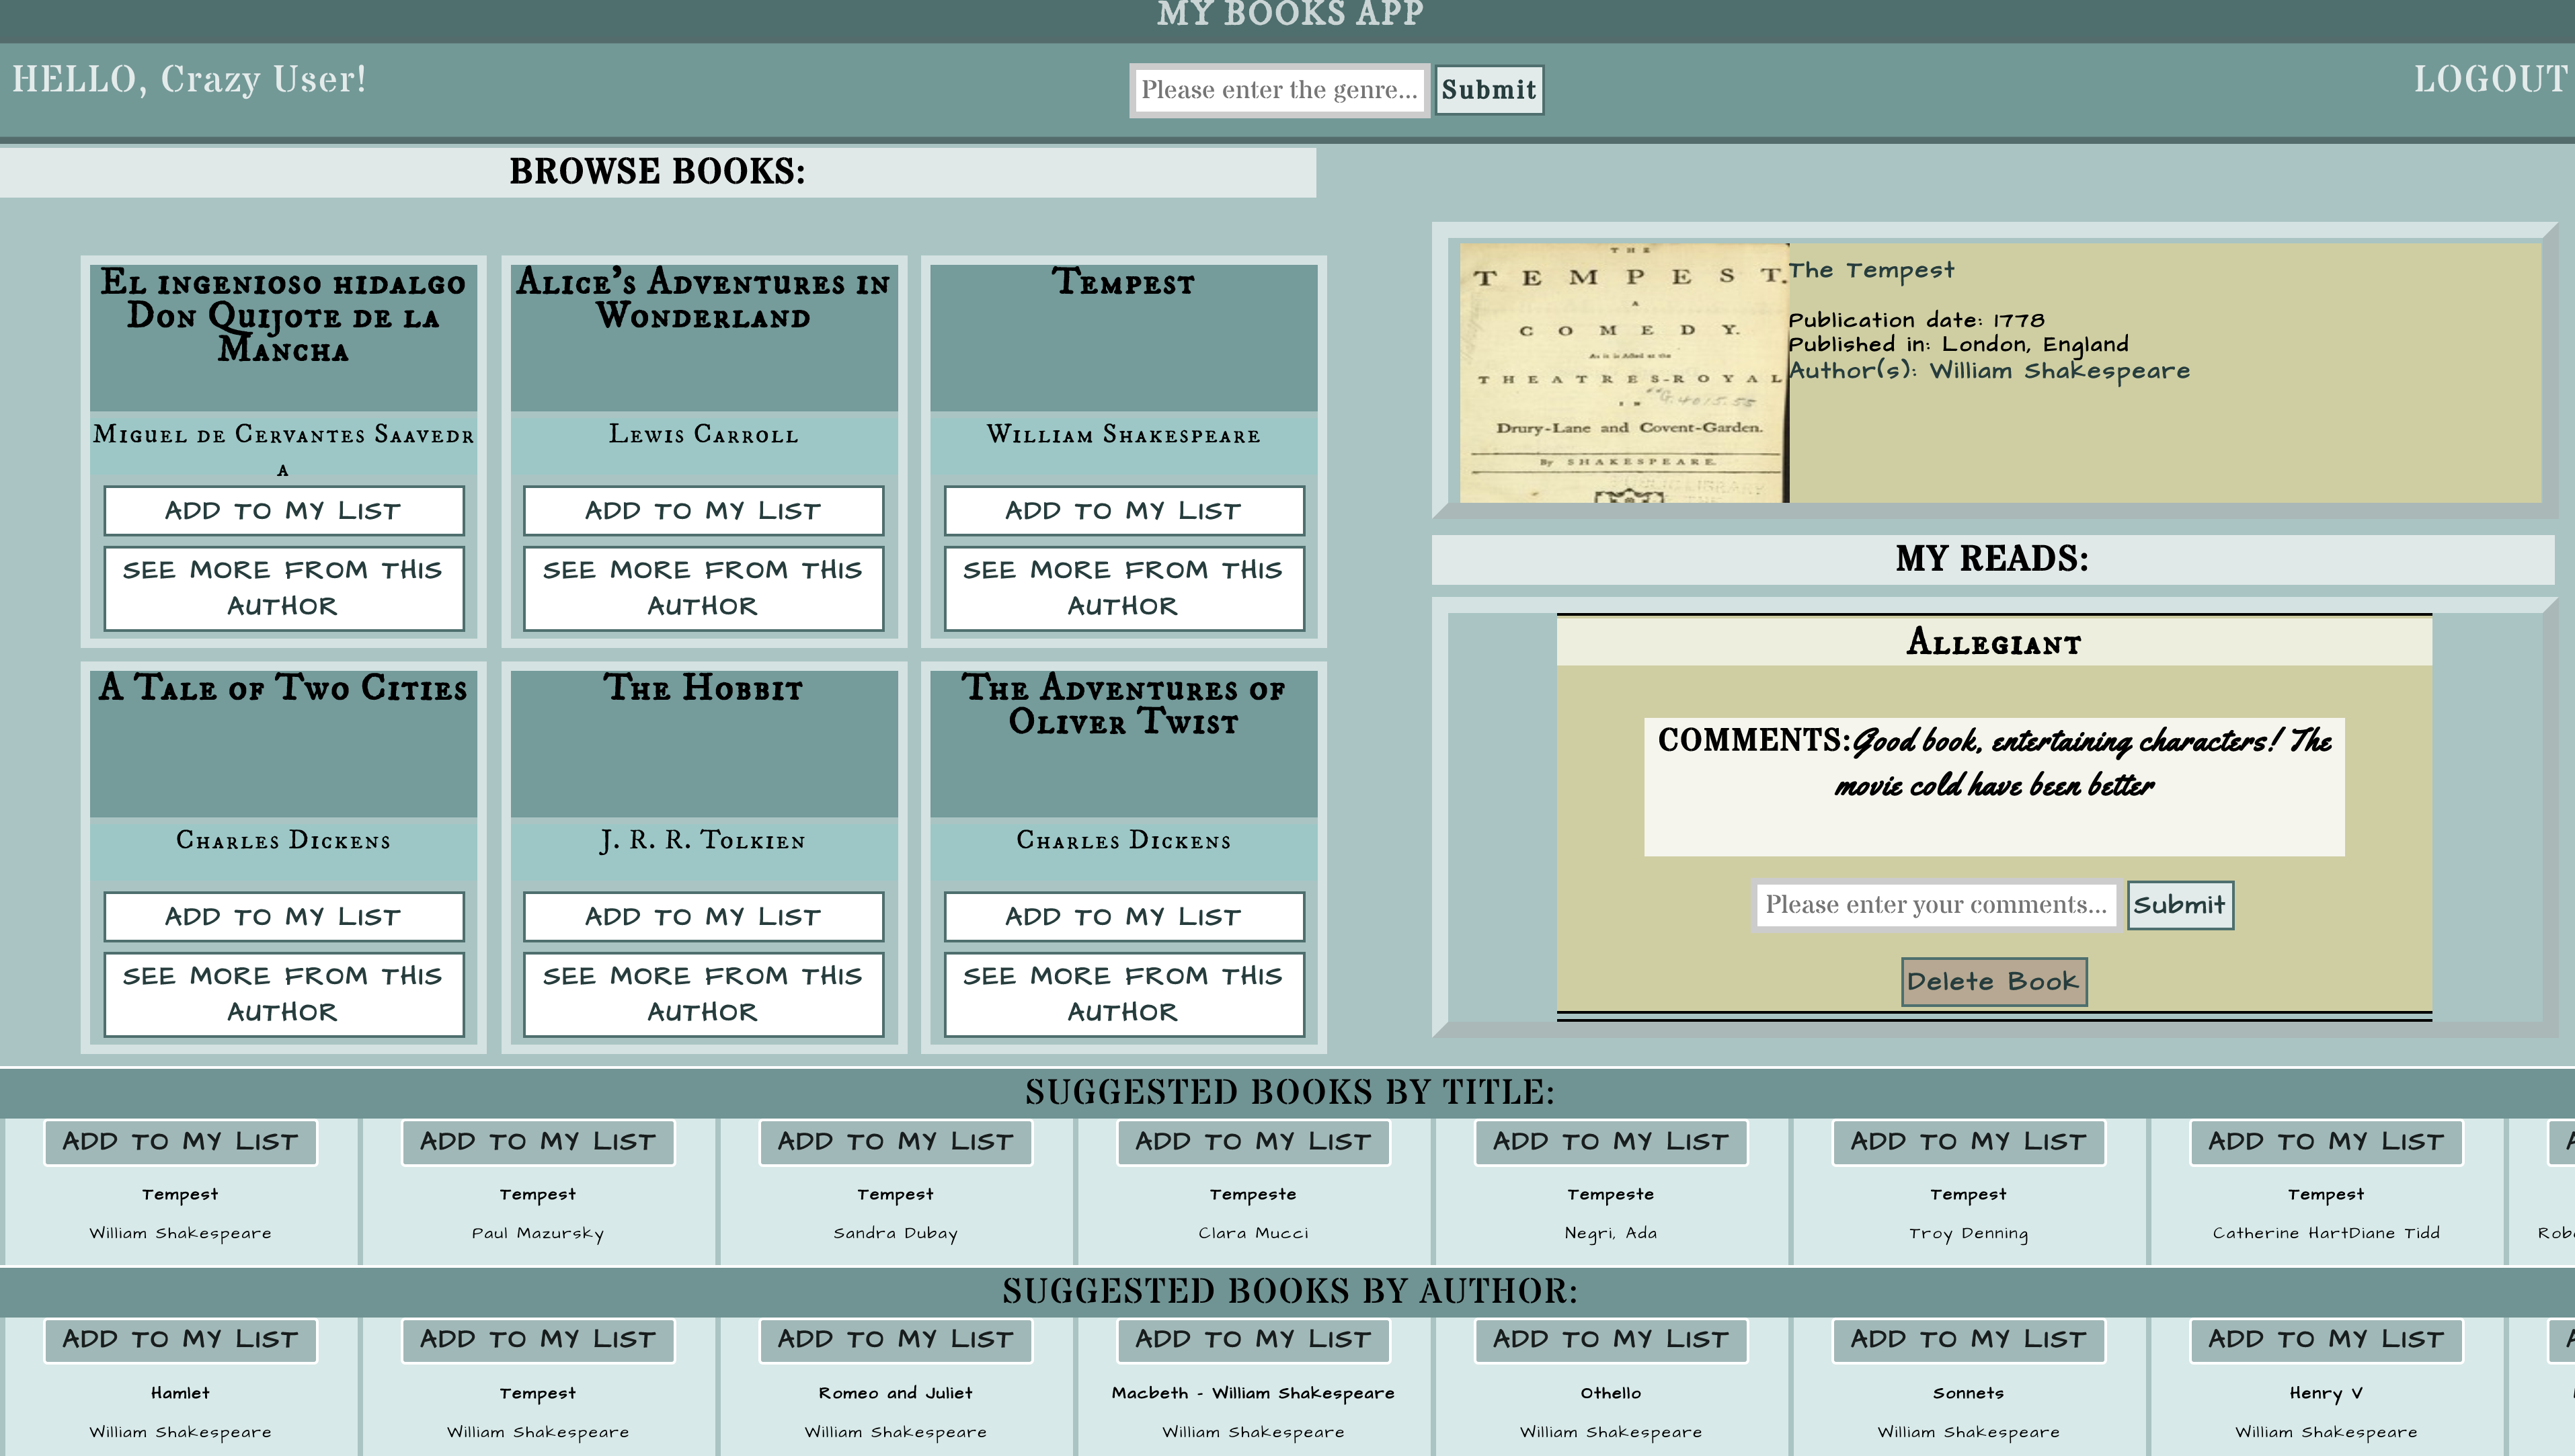 MY BOOKS APP
HELLO, Crazy User!
Please enter the genre...
Submit
LOGOUT
BROWSE BOOKS:
El ingenioso hidalgo
Don Quijote de la
Mancha
Miguel de Cervantes Saavedr
a
ADD TO MY LIST
SEE MORE FROM THIS
AUTHOR
Alice's Adventures in
Wonderland
Lewis Carroll
ADD TO MY LIST
SEE MORE FROM THIS
AUTHOR
Tempest
William Shakespeare
ADD TO MY LIST
SEE MORE FROM THIS
AUTHOR
A Tale of Two Cities
Charles Dickens
ADD TO MY LIST
SEE MORE FROM THIS
AUTHOR
The Hobbit
J. R. R. Tolkien
ADD TO MY LIST
SEE MORE FROM THIS
AUTHOR
The Adventures of
Oliver Twist
Charles Dickens
ADD TO MY LIST
SEE MORE FROM THIS
AUTHOR
THE
TEMPEST.
A
COMEDY.
As it is Acted at the
THEATRES-ROYAL
IN
Drury-Lane and Covent-Garden.
By SHAKESPEARE.
The Tempest
Publication date: 1778
Published in: London, England
Author(s): William Shakespeare
MY READS:
Allegiant
COMMENTS:Good book, entertaining characters! The
movie cold have been better
Please enter your comments...
Submit
Delete Book
SUGGESTED BOOKS BY TITLE:
ADD TO MY LIST
Tempest
William Shakespeare
ADD TO MY LIST
Tempest
Paul Mazursky
ADD TO MY LIST
Tempest
Sandra Dubay
ADD TO MY LIST
Tempeste
Clara Mucci
ADD TO MY LIST
Tempeste
Negri, Ada
ADD TO MY LIST
Tempest
Troy Denning
ADD TO MY LIST
Tempest
Catherine HartDiane Tidd
SUGGESTED BOOKS BY AUTHOR:
ADD TO MY LIST
Hamlet
William Shakespeare
ADD TO MY LIST
Tempest
William Shakespeare
ADD TO MY LIST
Romeo and Juliet
William Shakespeare
ADD TO MY LIST
Macbeth - William Shakespeare
William Shakespeare
ADD TO MY LIST
Othello
William Shakespeare
ADD TO MY LIST
Sonnets
William Shakespeare
ADD TO MY LIST
Henry V
William Shakespeare